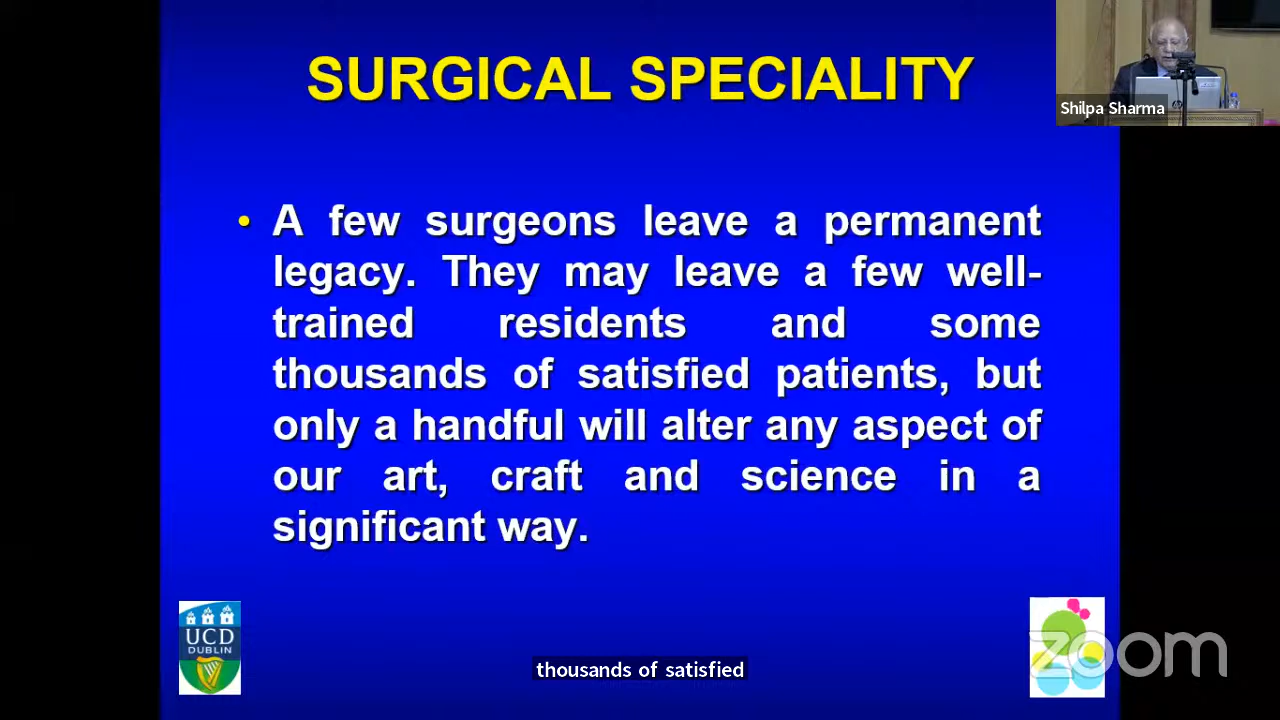 SURGICAL SPECIALITY
Shilpa Sharma
• A few surgeons leave a permanent
legacy. They may leave a few well-
trained residents and some
thousands of satisfied patients, but
only a handful will alter any aspect of
our art, craft and science in a
significant way.
UCD
DUBLIN
zoom
thousands of satisfied